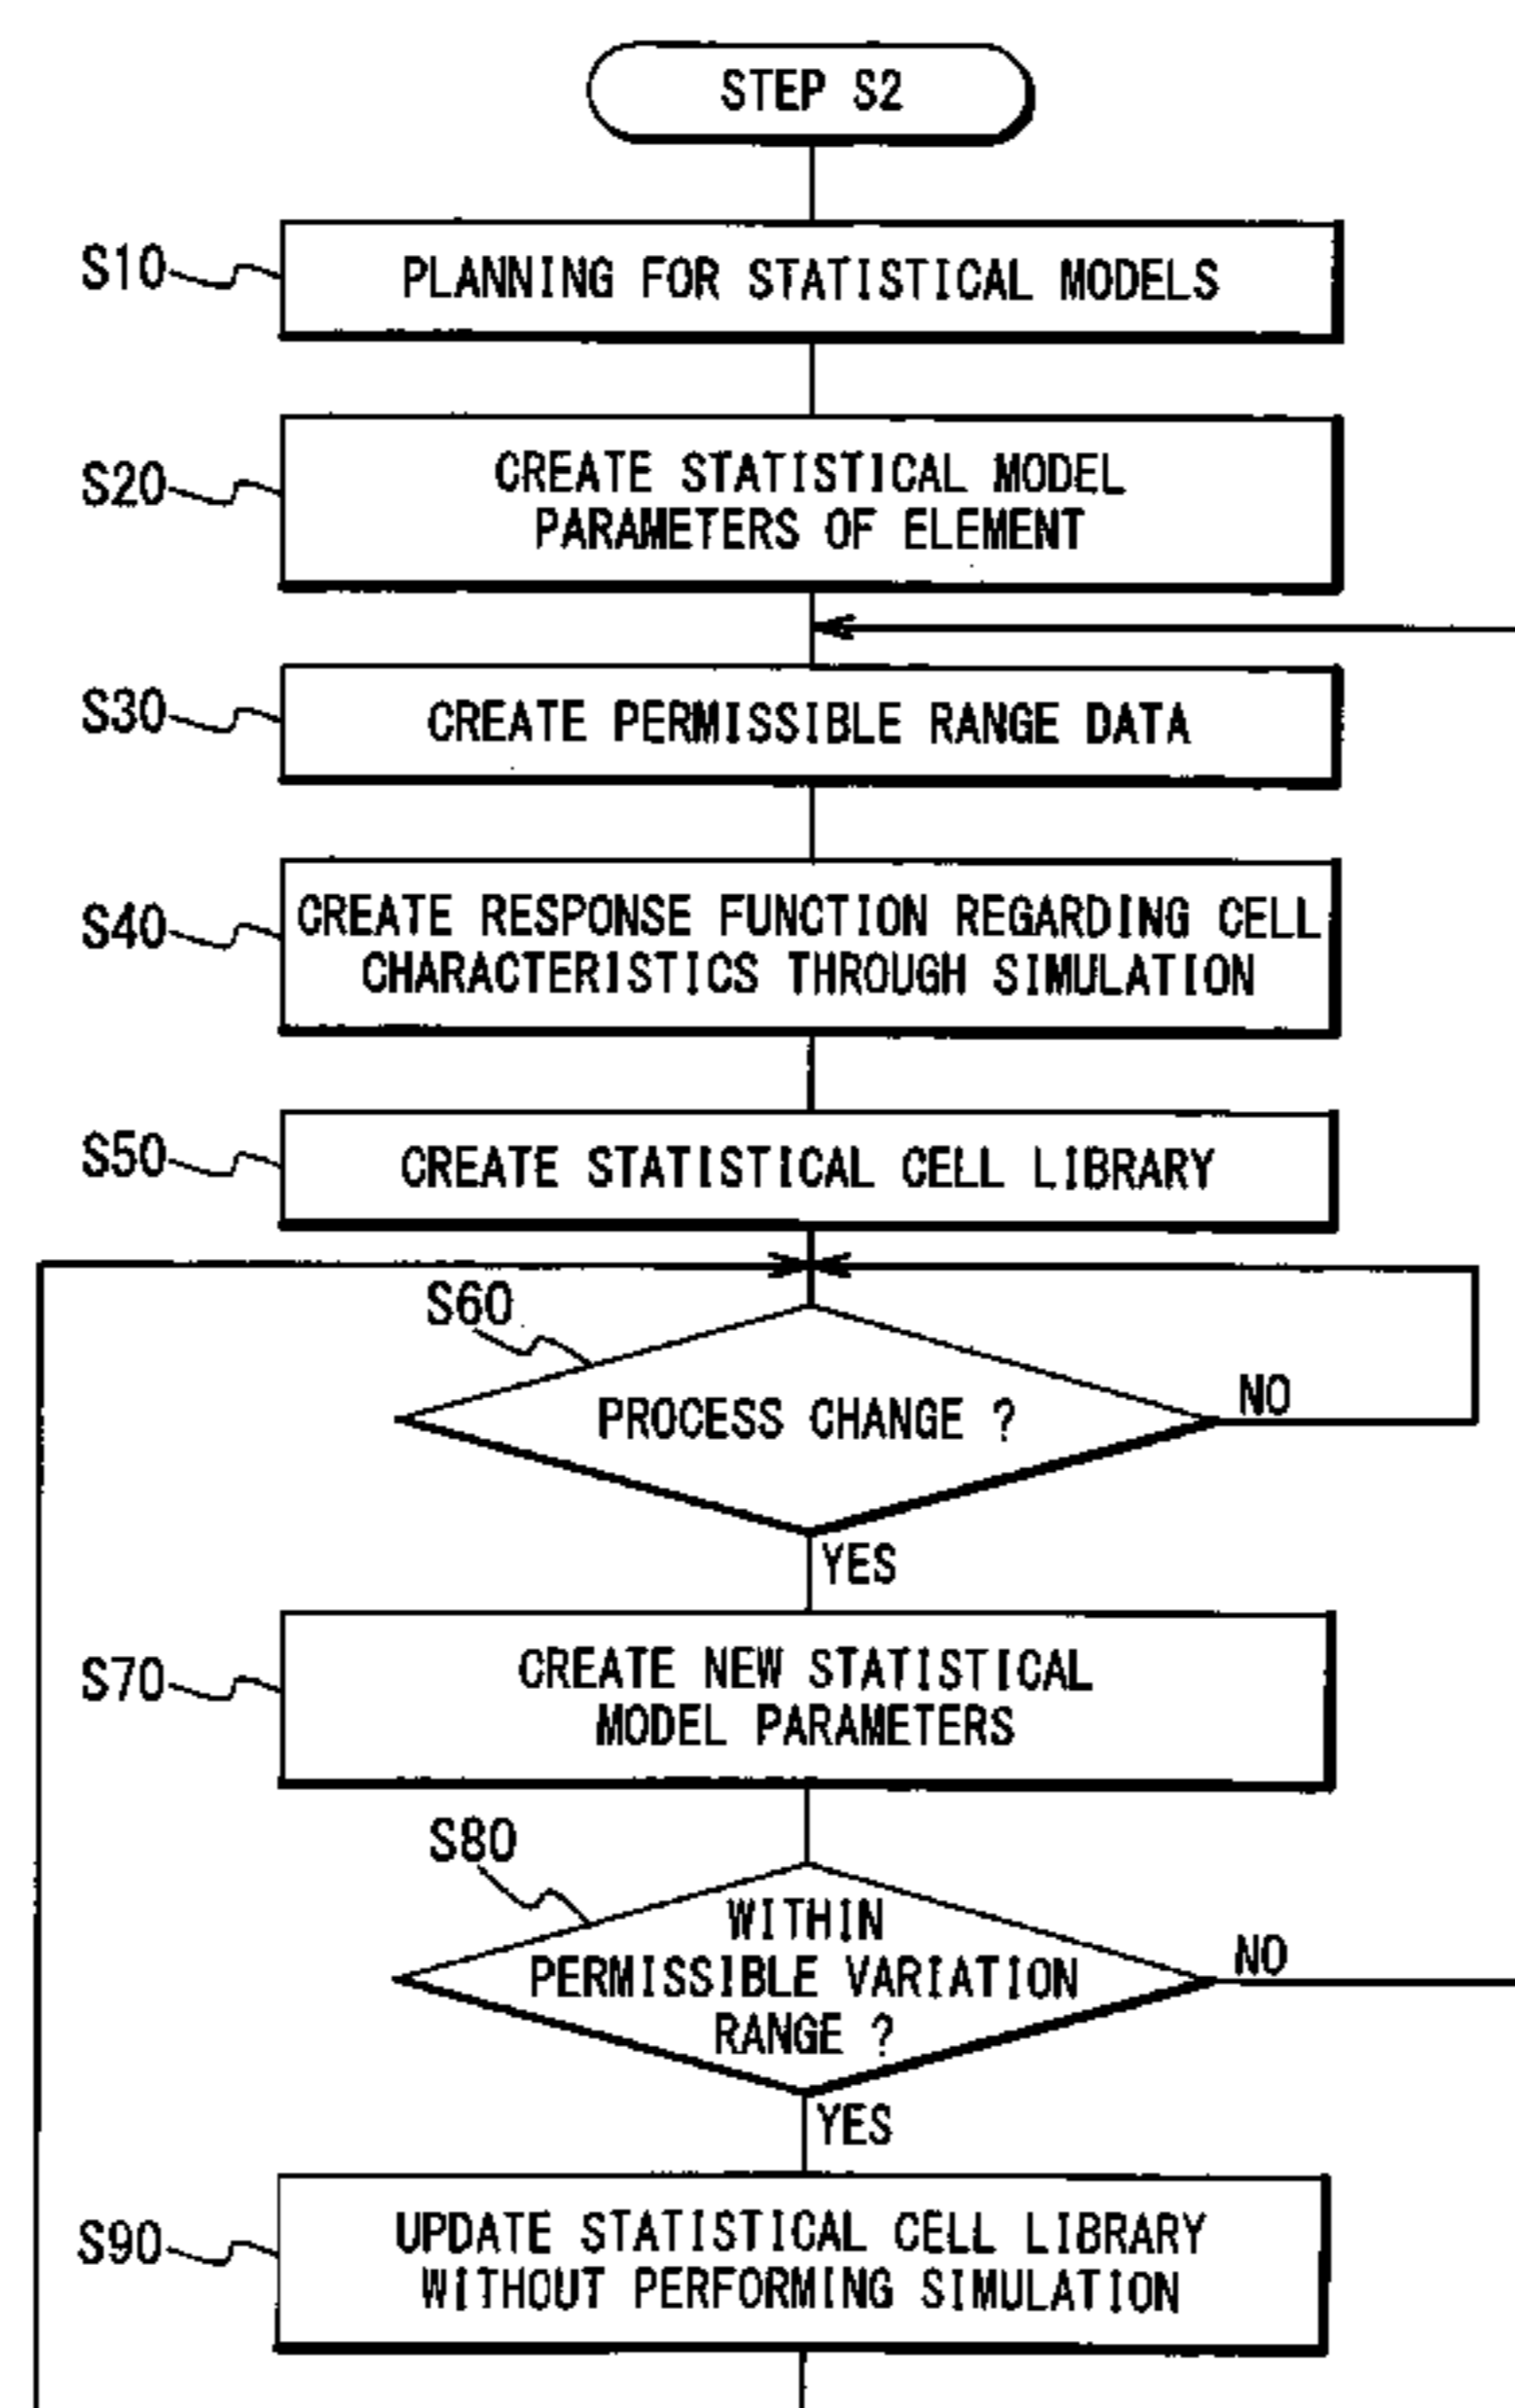 STEP S2
S10
PLANNING FOR STATISTICAL MODELS
S20
CREATE STATISTICAL MODEL
PARAMETERS OF ELEMENT
S30
CREATE PERMISSIBLE RANGE DATA
S40
CREATE RESPONSE FUNCTION REGARDING CELL
CHARACTERISTICS THROUGH SIMULATION
S50
CREATE STATISTICAL CELL LIBRARY
S60
PROCESS CHANGE ?
NO
YES
S70
CREATE NEW STATISTICAL
MODEL PARAMETERS
S80
WITHIN
PERMISSIBLE VARIATION
RANGE ?
NO
YES
S90
UPDATE STATISTICAL CELL LIBRARY
WITHOUT PERFORMING SIMULATION